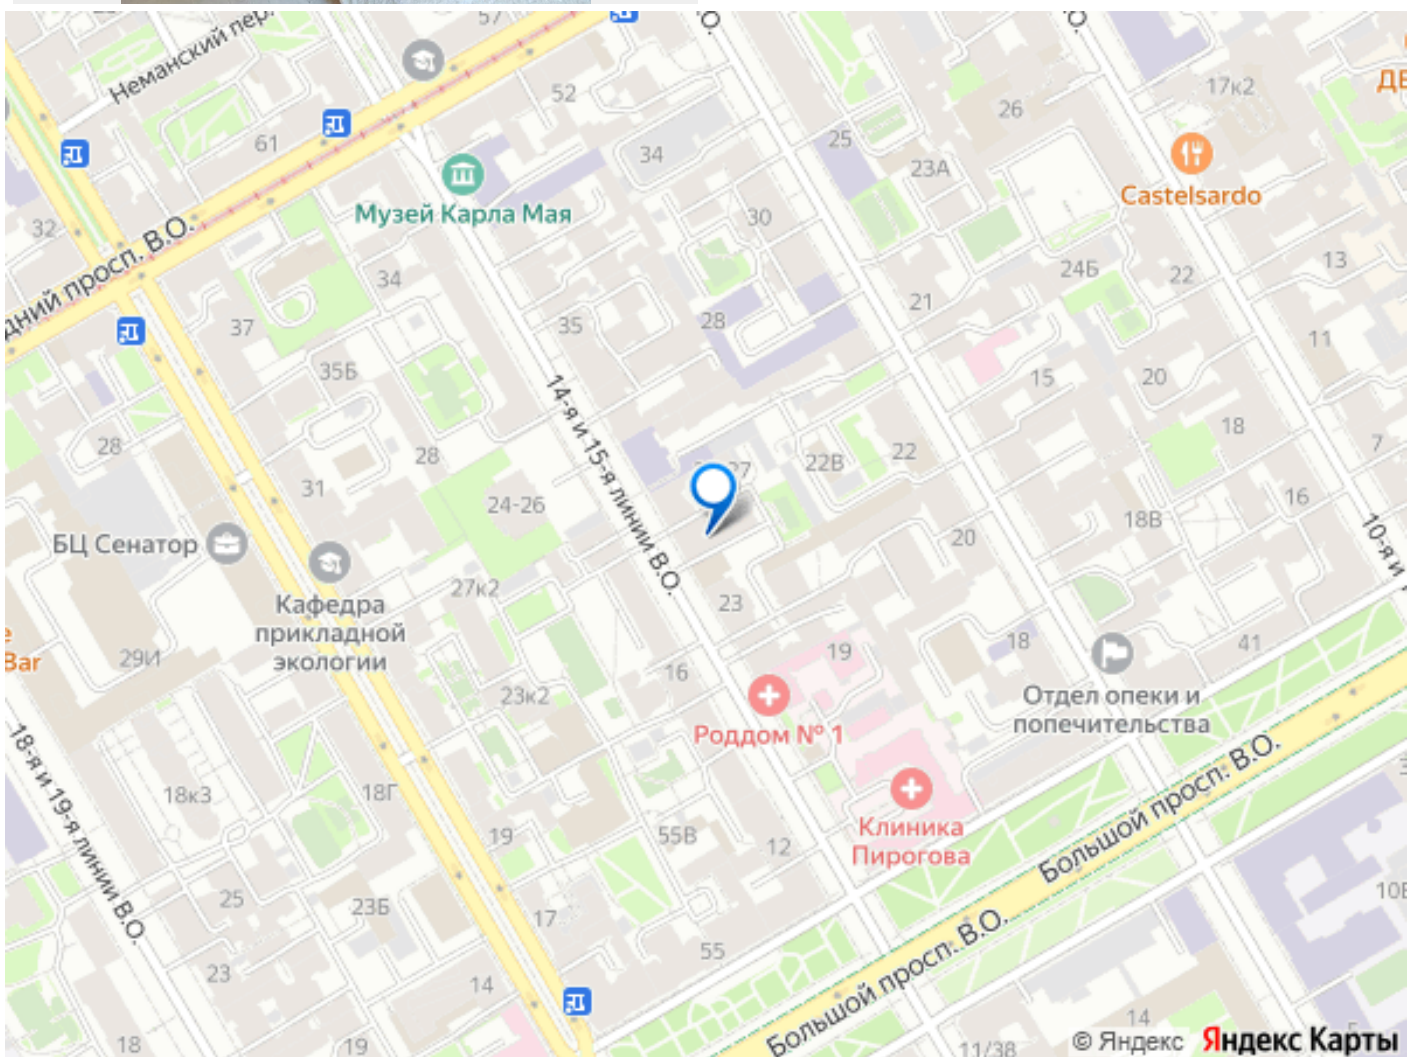 57
Неманский пер.
О.
О.
17к2
ДЕ
52
26
61
34
25
23А
Castelsardo
Музей Карла Мая
32
30
дний просп. В.О.
34
24Б
22
13
21
37
35
28
11
35Б
15
20
14-я и 15-я линии В.О.
18
28
28
27
22В
22
7
31
24-26
16
18В
БЦ Сенатор
20
10-я и
Кафедра
прикладной
экологии
27к2
23
e
Bar
29И
16
19
18
41
23к2
Отдел опеки и
попечительства
Роддом № 1
18-я и 19-я линии В.О.
18к3
18Г
Большой просп. В.О.
Клиника
Пирогова
19
55В
12
25
23Б
17
10Б
55
23
14
Большой просп. В.О.
14
5
18
19
11/38
© Яндекс Яндекс Карты